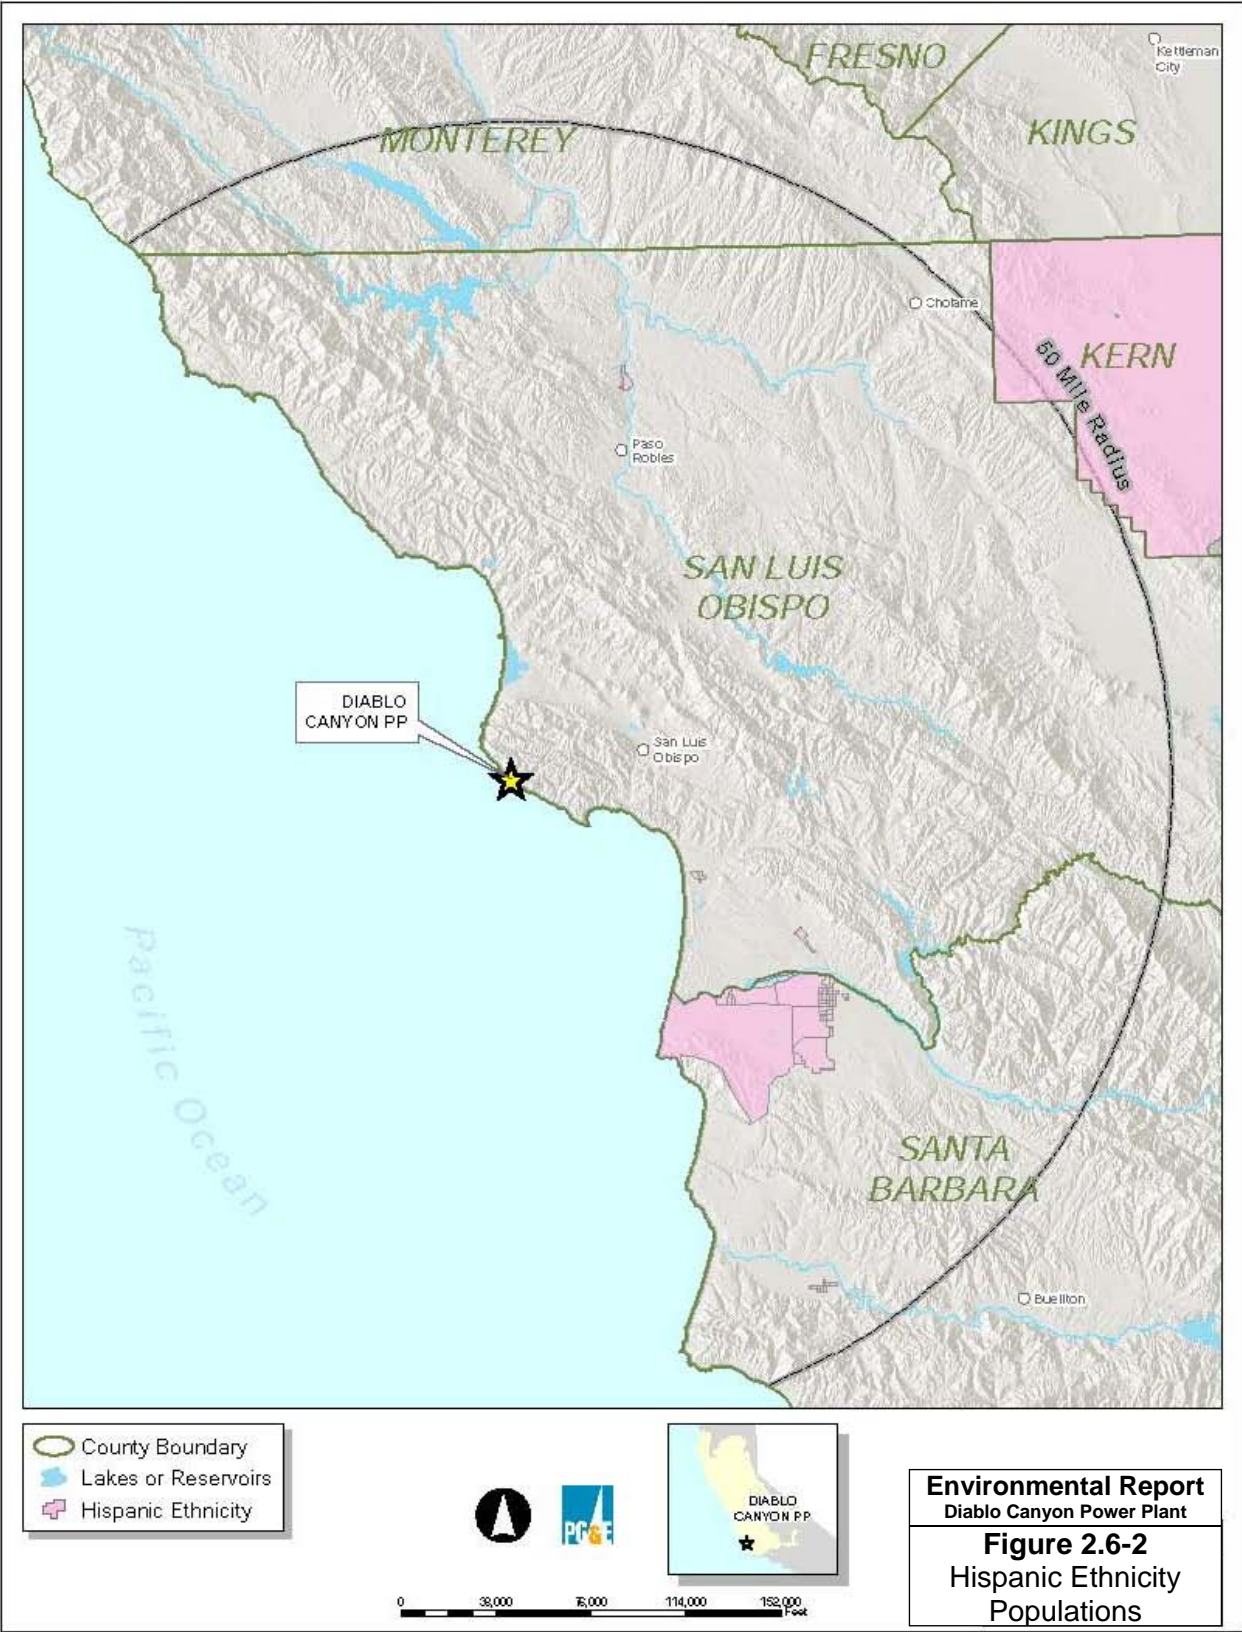 FRESNO
Kettleman
City
KINGS
MONTEREY
Cholame
KERN
50 Mile Radius
Paso
Robles
SAN LUIS
OBISPO
DIABLO
CANYON PP
San Luis
Obispo
Pacific Ocean
SANTA
BARBARA
Buellton
County Boundary
Lakes or Reservoirs
Hispanic Ethnicity
PG&E
DIABLO
CANYON PP
0 38,000 76,000 114,000 152,000
Feet
Environmental Report
Diablo Canyon Power Plant
Figure 2.6-2
Hispanic Ethnicity
Populations